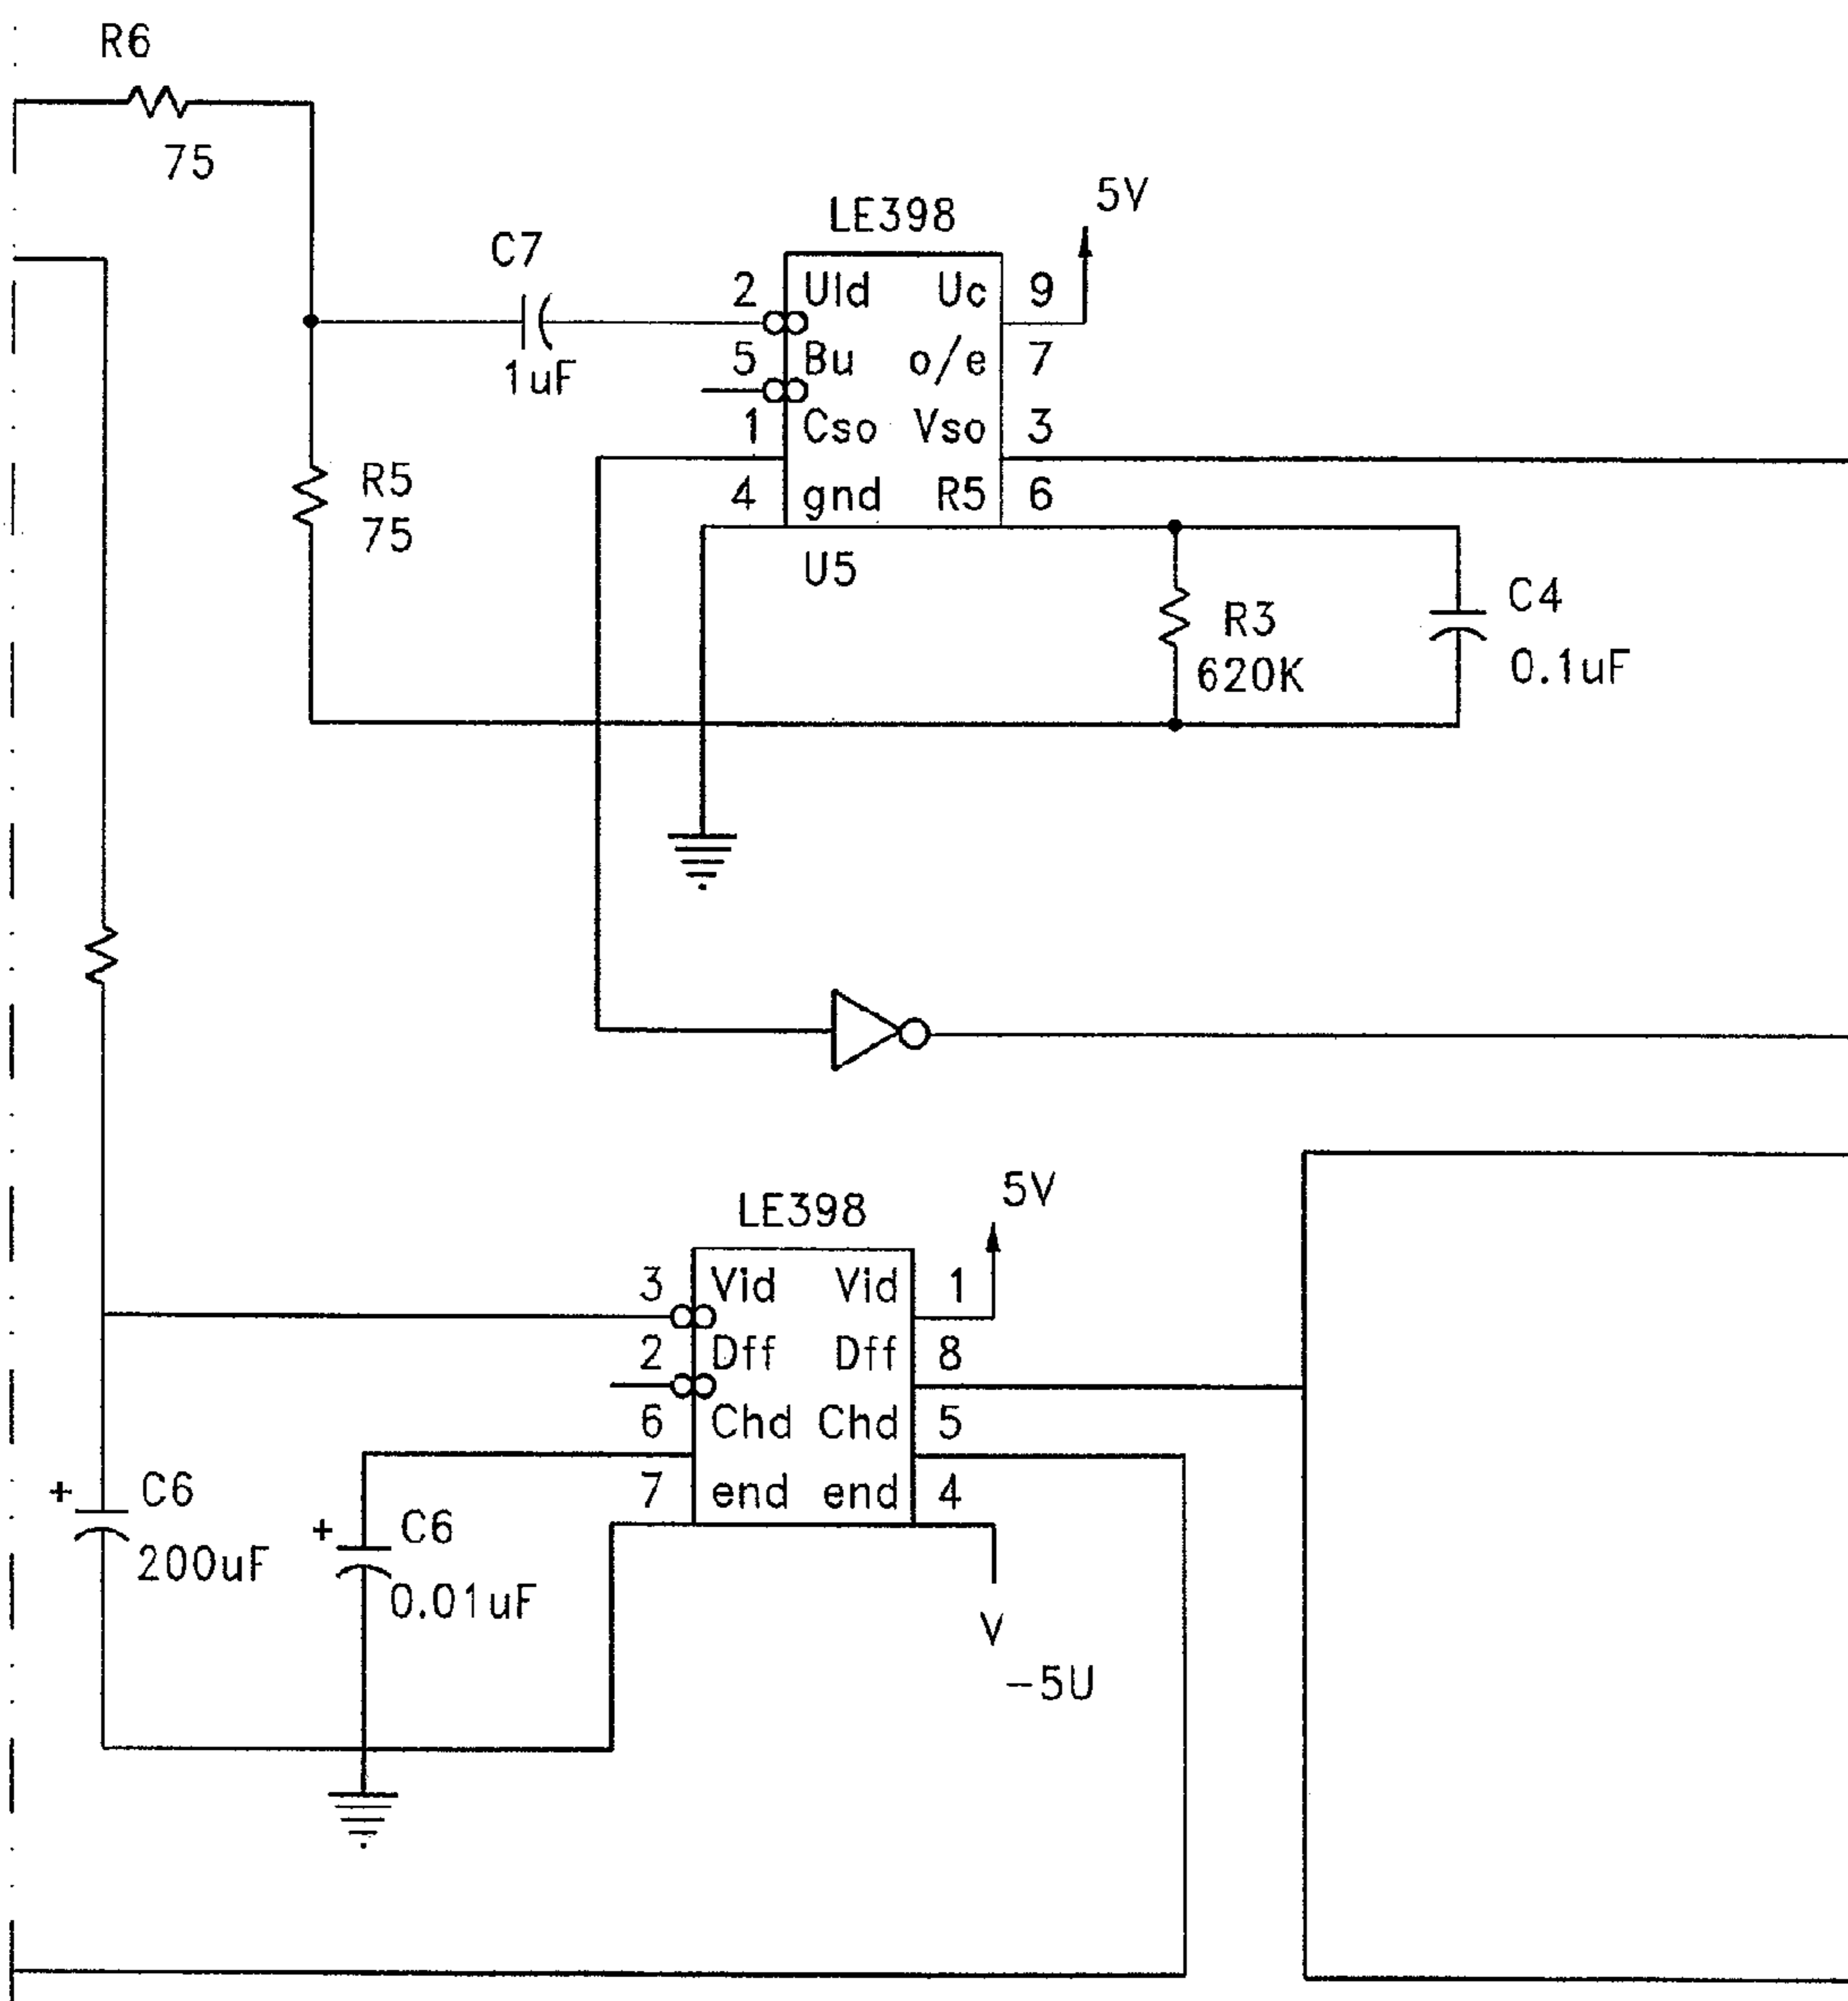 R6
75
C7
1uF
LE398
5V
2 UId Uc 9
5 Bu o/e 7
1 Cso Vso 3
4 gnd R5 6
U5
R5
75
R3
620K
C4
0.1uF
LE398
5V
3 Vid Vid 1
2 Dff Dff 8
6 Chd Chd 5
7 end end 4
+ C6
200uF
+ C6
0.01uF
V
-5U